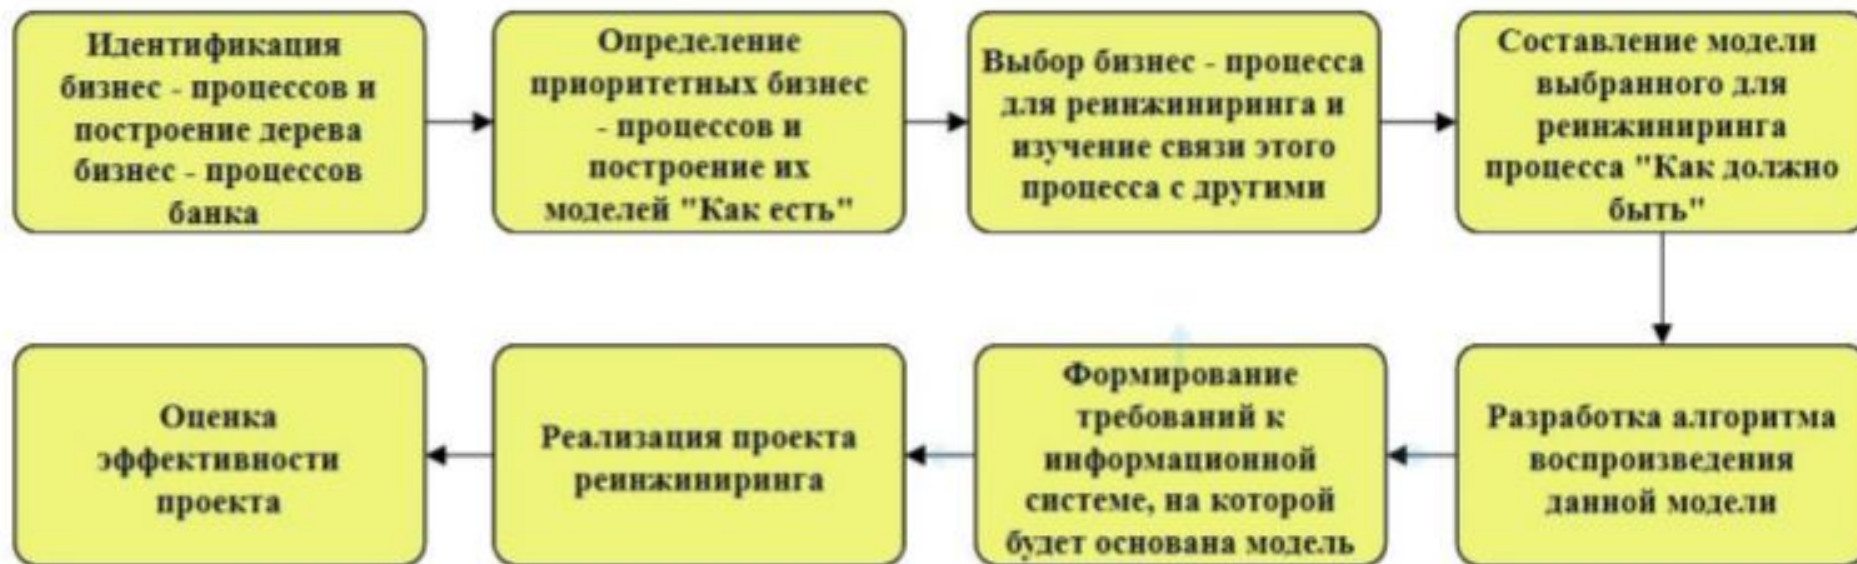 Идентификация
бизнес - процессов и
построение дерева
бизнес - процессов
банка
Определение
приоритетных бизнес
- процессов и
построение их
моделей "Как есть"
Выбор бизнес - процесса
для реинжиниринга и
изучение связи этого
процесса с другими
Составление модели
выбранного для
реинжиниринга
процесса "Как должно
быть"
Разработка алгоритма
воспроизведения
данной модели
Формирование
требований к
информационной
системе, на которой
будет основана модель
Реализация проекта
реинжиниринга
Оценка
эффективности
проекта